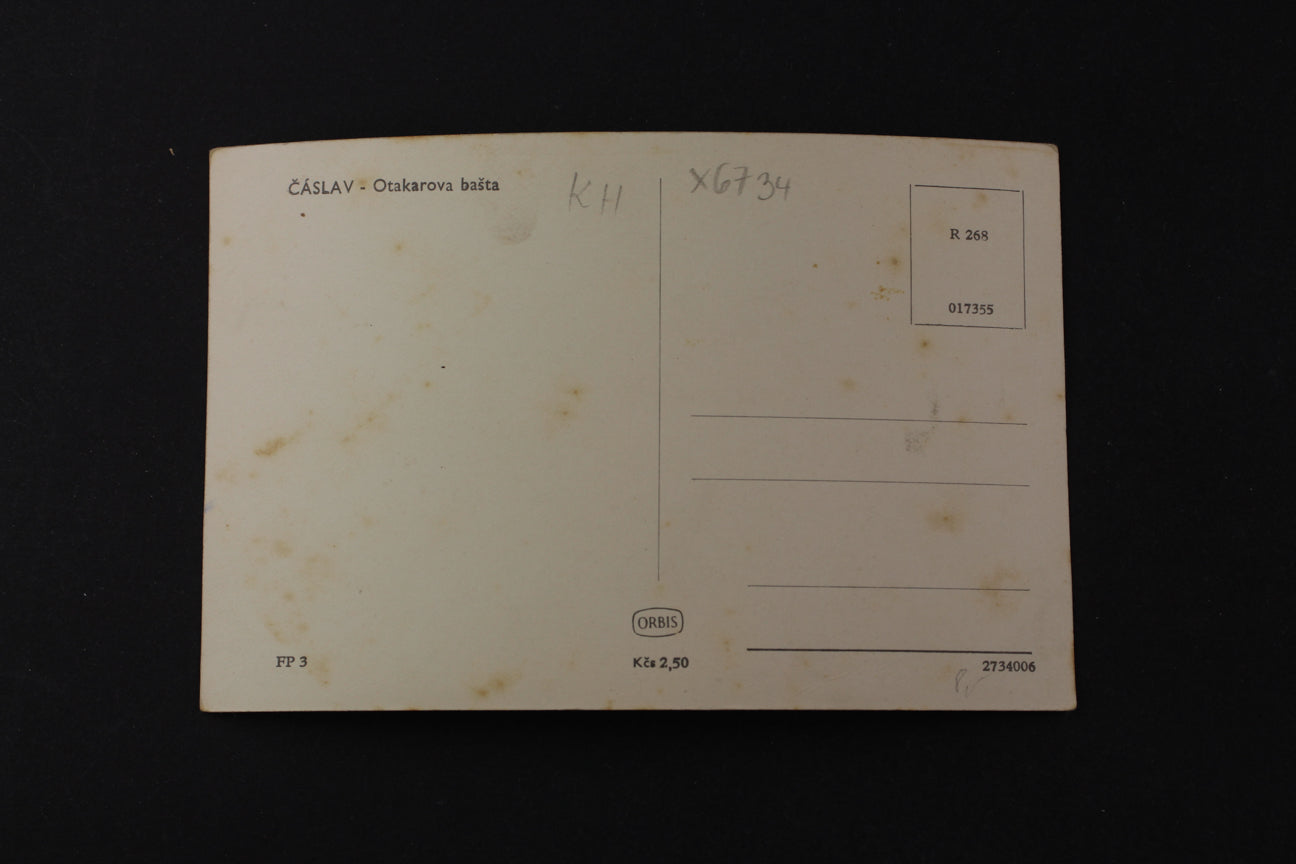 ČÁSLAV - Otakarova bašta
KH
X6734
R 268
017355
ORBIS
FP 3
Kčs 2,50
2734006